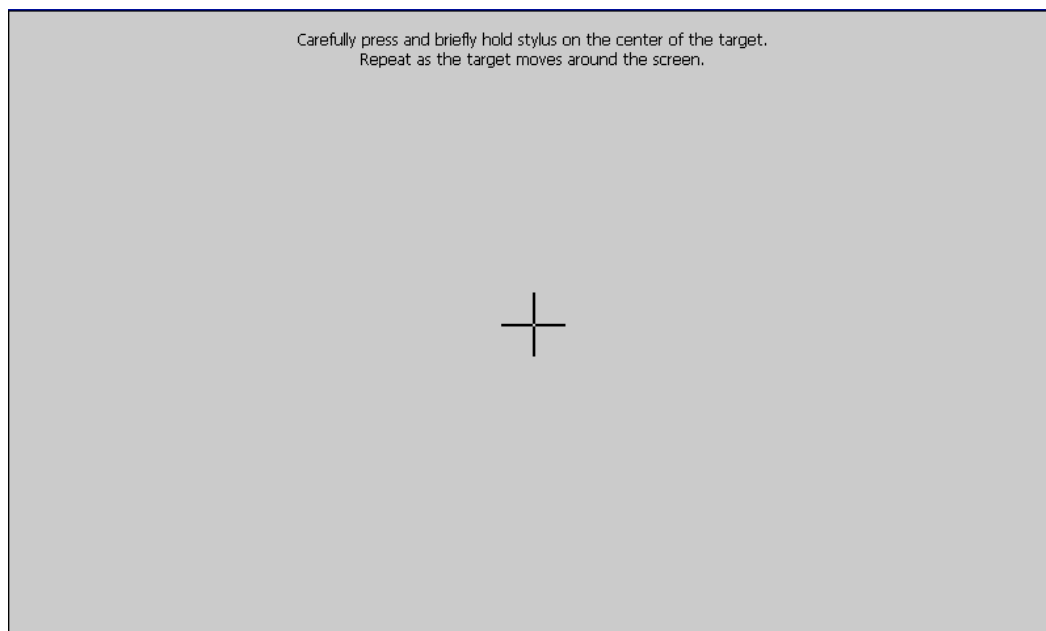 Carefully press and briefly hold stylus on the center of the target.
Repeat as the target moves around the screen.